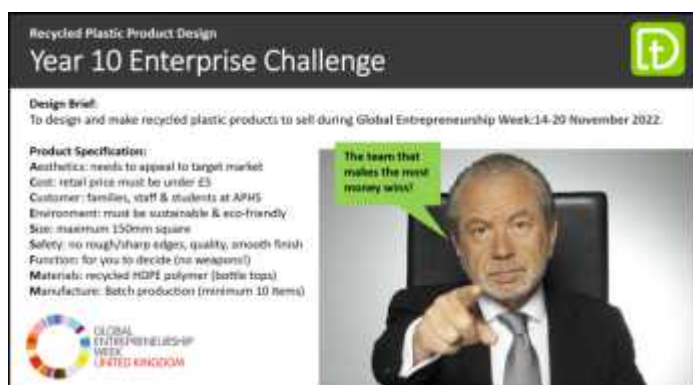 Recycled Plastic Product Design
Year 10 Enterprise Challenge
Design Brief:
To design and make recycled plastic products to sell during Global Entrepreneurship Week:14-20 November 2022.
Product Specification:
Aesthetics: needs to appeal to target market
Cost: retail price must be under £5
Customer: families, staff & students at APHS
Environment: must be sustainable & eco-friendly
Size: maximum 150mm square
Safety: no rough/sharp edges, quality, smooth finish
Function: for you to decide (no weapons!)
Materials: recycled HDPE polymer (bottle tops)
Manufacture: Batch production (minimum 10 items)
The team that
makes the most
money wins!
GLOBAL
ENTREPRENEURSHIP
WEEK
UNITED KINGDOM
Dt